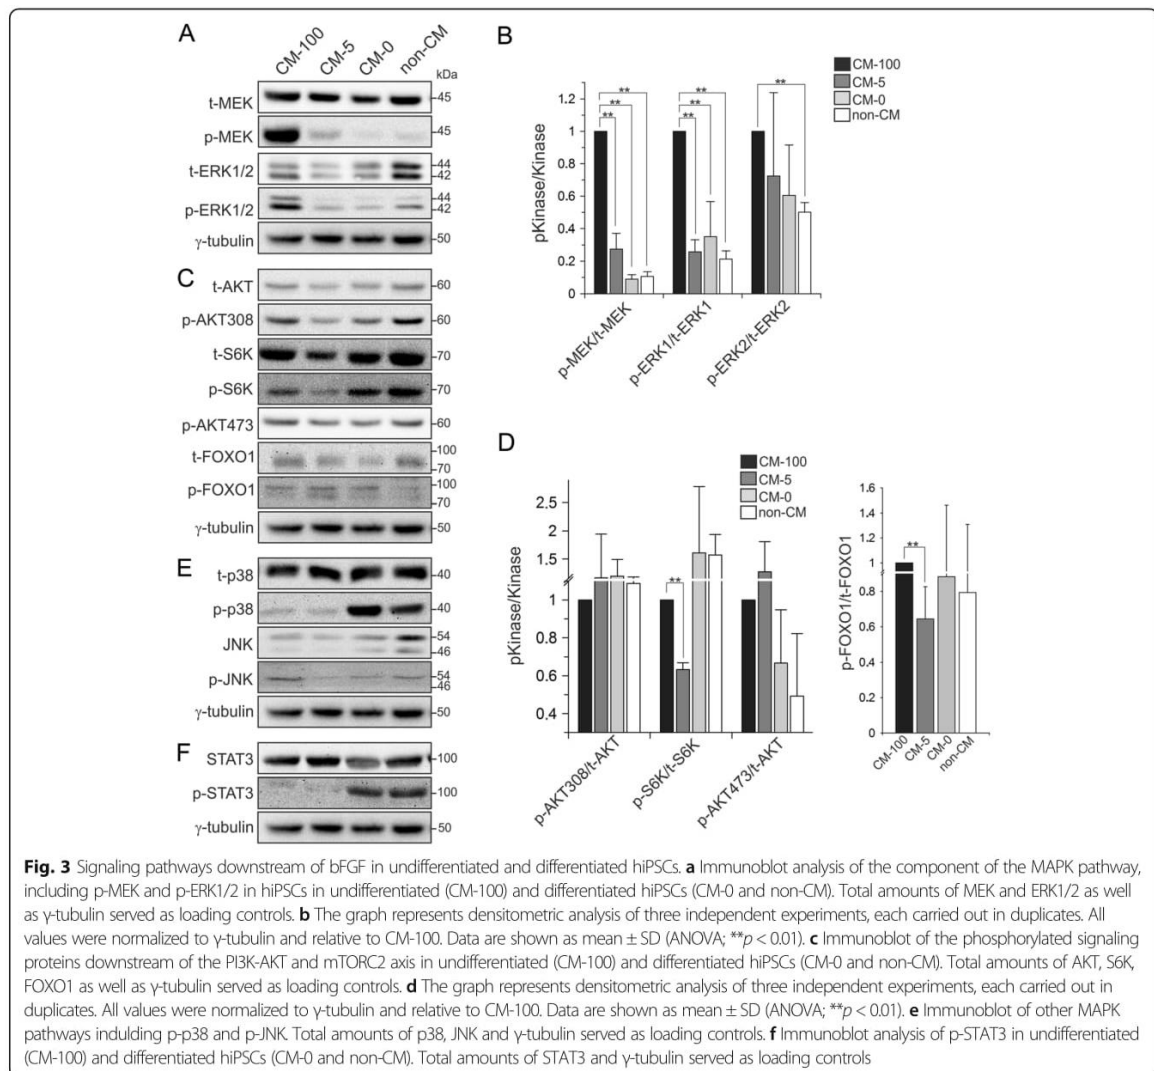 A
CM-100
CM-5
CM-0
non-CM
kDa
t-MEK
45
p-MEK
45
t-ERK1/2
44
42
p-ERK1/2
44
42
γ-tubulin
50
B
CM-100
CM-5
CM-0
non-CM
pKinase/Kinase
1.2
1
0.8
0.6
0.4
0.2
0
**
**
**
**
**
**
**
p-MEK/t-MEK
p-ERK1/t-ERK1
p-ERK2/t-ERK2
C
t-AKT
60
p-AKT308
60
t-S6K
70
p-S6K
70
p-AKT473
60
t-FOXO1
100
70
p-FOXO1
100
70
γ-tubulin
50
D
CM-100
CM-5
CM-0
non-CM
pKinase/Kinase
2.5
2
1.5
1
0.8
0.6
0.4
**
p-AKT308/t-AKT
p-S6K/t-S6K
p-AKT473/t-AKT
p-FOXO1/t-FOXO1
1.6
1.4
1.2
1
0.8
0.6
0.4
0.2
0
**
CM-100
CM-5
CM-0
non-CM
E
t-p38
40
p-p38
40
JNK
54
46
p-JNK
54
46
γ-tubulin
50
F
STAT3
100
p-STAT3
100
γ-tubulin
50
Fig. 3 Signaling pathways downstream of bFGF in undifferentiated and differentiated hiPSCs. a Immunoblot analysis of the component of the MAPK pathway,
including p-MEK and p-ERK1/2 in hiPSCs in undifferentiated (CM-100) and differentiated hiPSCs (CM-0 and non-CM). Total amounts of MEK and ERK1/2 as well
as γ-tubulin served as loading controls. b The graph represents densitometric analysis of three independent experiments, each carried out in duplicates. All
values were normalized to γ-tubulin and relative to CM-100. Data are shown as mean ± SD (ANOVA; **p < 0.01). c Immunoblot of the phosphorylated signaling
proteins downstream of the PI3K-AKT and mTORC2 axis in undifferentiated (CM-100) and differentiated hiPSCs (CM-0 and non-CM). Total amounts of AKT, S6K,
FOXO1 as well as γ-tubulin served as loading controls. d The graph represents densitometric analysis of three independent experiments, each carried out in
duplicates. All values were normalized to γ-tubulin and relative to CM-100. Data are shown as mean ± SD (ANOVA; **p < 0.01). e Immunoblot of other MAPK
pathways indulding p-p38 and p-JNK. Total amounts of p38, JNK and γ-tubulin served as loading controls. f Immunoblot analysis of p-STAT3 in undifferentiated
(CM-100) and differentiated hiPSCs (CM-0 and non-CM). Total amounts of STAT3 and γ-tubulin served as loading controls